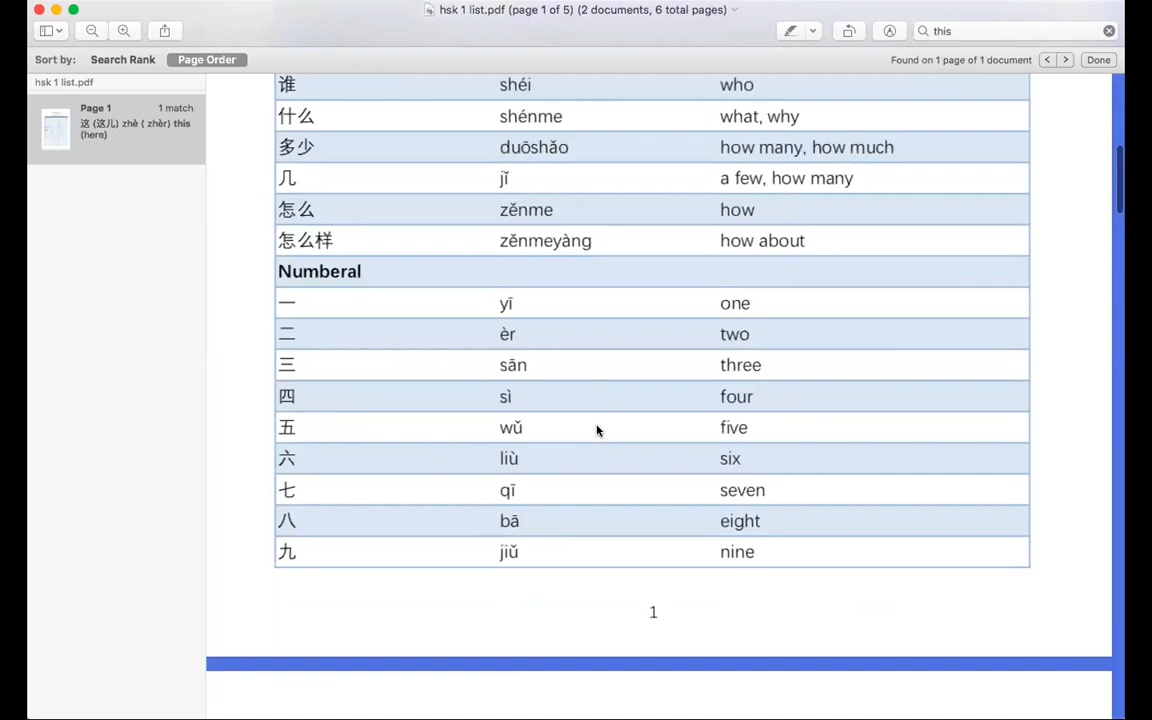 hsk 1 list.pdf (page 1 of 5) (2 documents, 6 total pages)
this
Sort by: Search Rank Page Order
Found on 1 page of 1 document
Done
hsk 1 list.pdf
Page 1 1 match
这 (这儿) zhè ( zhèr) this
(here)
谁 shéi who
什么 shénme what, why
多少 duōshǎo how many, how much
几 jǐ a few, how many
怎么 zěnme how
怎么样 zěnmeyàng how about
Numberal
一 yī one
二 èr two
三 sān three
四 sì four
五 wǔ five
六 liù six
七 qī seven
八 bā eight
九 jiǔ nine
1